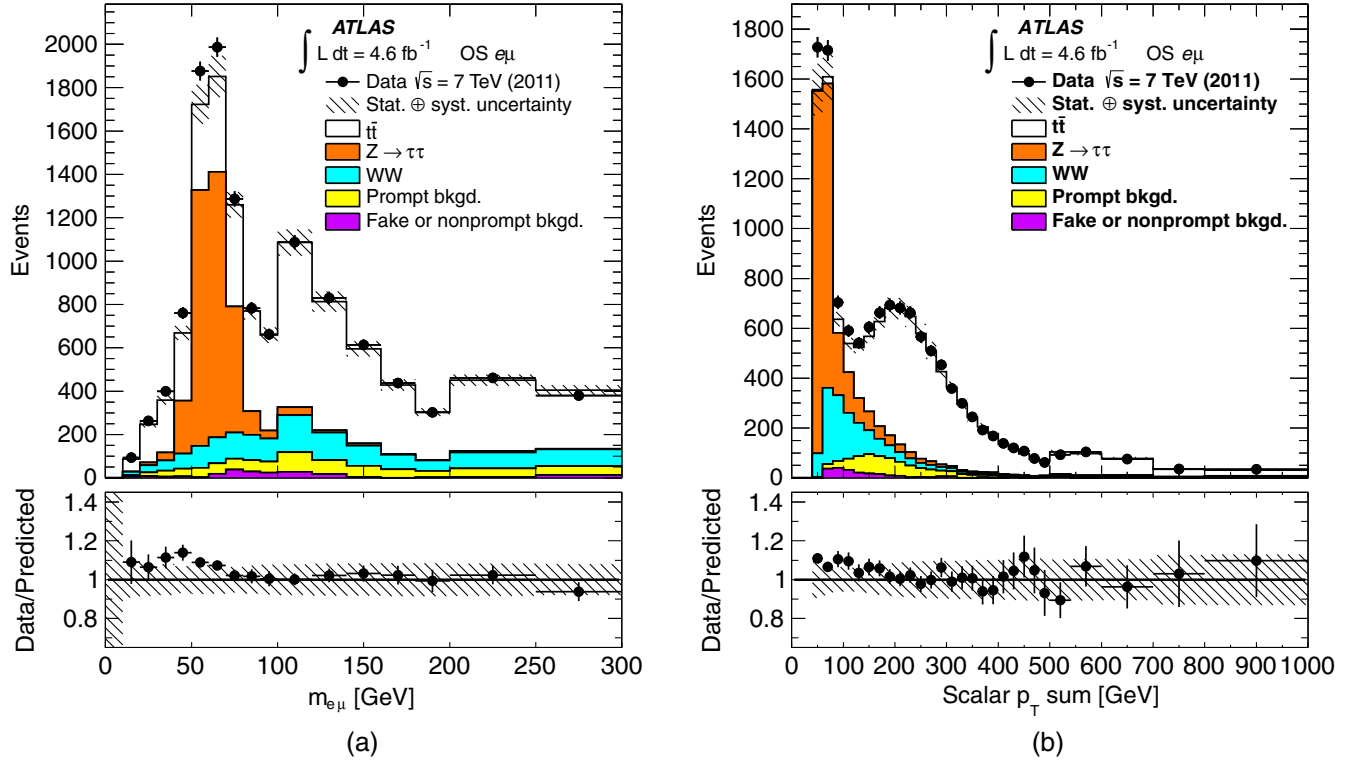 ATLAS
∫ L dt = 4.6 fb⁻¹ OS eμ
Data √s = 7 TeV (2011)
Stat. ⊕ syst. uncertainty
tt̄
Z → ττ
WW
Prompt bkgd.
Fake or nonprompt bkgd.
Events
2000
1800
1600
1400
1200
1000
800
600
400
200
0
Data/Predicted
1.4
1.2
1
0.8
0 50 100 150 200 250 300
m_eμ [GeV]
(a)
ATLAS
∫ L dt = 4.6 fb⁻¹ OS eμ
Data √s = 7 TeV (2011)
Stat. ⊕ syst. uncertainty
tt̄
Z → ττ
WW
Prompt bkgd.
Fake or nonprompt bkgd.
Events
1800
1600
1400
1200
1000
800
600
400
200
0
Data/Predicted
1.4
1.2
1
0.8
0 100 200 300 400 500 600 700 800 900 1000
Scalar p_T sum [GeV]
(b)